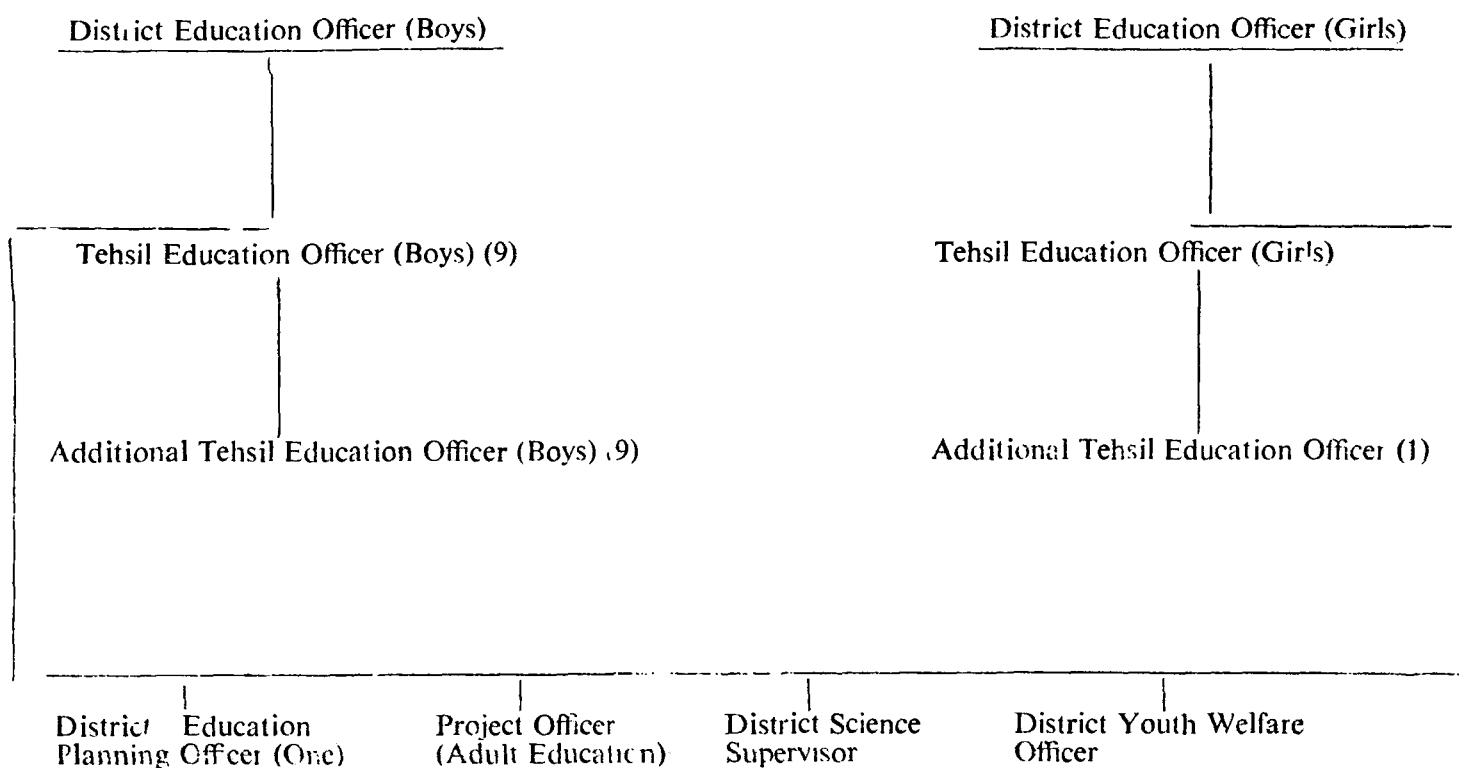 District Education Officer (Boys)
District Education Officer (Girls)
Tehsil Education Officer (Boys) (9)
Tehsil Education Officer (Girls)
Additional Tehsil Education Officer (Boys) (9)
Additional Tehsil Education Officer (1)
District Education
Planning Officer (One)
Project Officer
(Adult Education)
District Science
Supervisor
District Youth Welfare
Officer